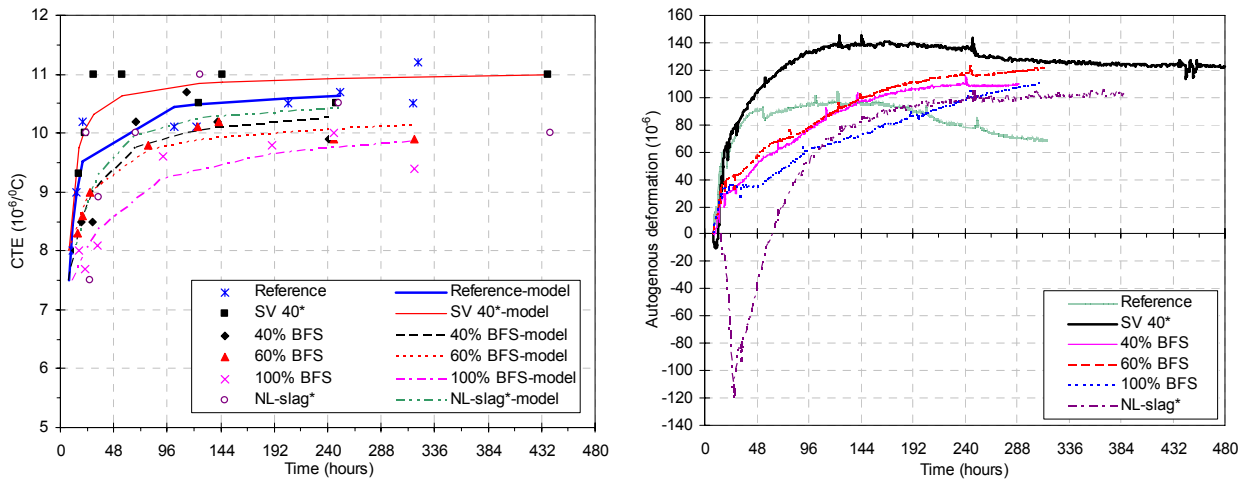 12
11
10
9
8
7
6
5
CTE (10⁻⁶/⁰C)
0 48 96 144 192 240 288 336 384 432 480
Time (hours)
Reference Reference-model
SV 40* SV 40*-model
40% BFS 40% BFS-model
60% BFS 60% BFS-model
100% BFS 100% BFS-model
NL-slag* NL-slag*-model
160
140
120
100
80
60
40
20
0
-20
-40
-60
-80
-100
-120
-140
Autogenous deformation (10⁻⁶)
0 48 96 144 192 240 288 336 384 432 480
Time (hours)
Reference
SV 40*
40% BFS
60% BFS
100% BFS
NL-slag*